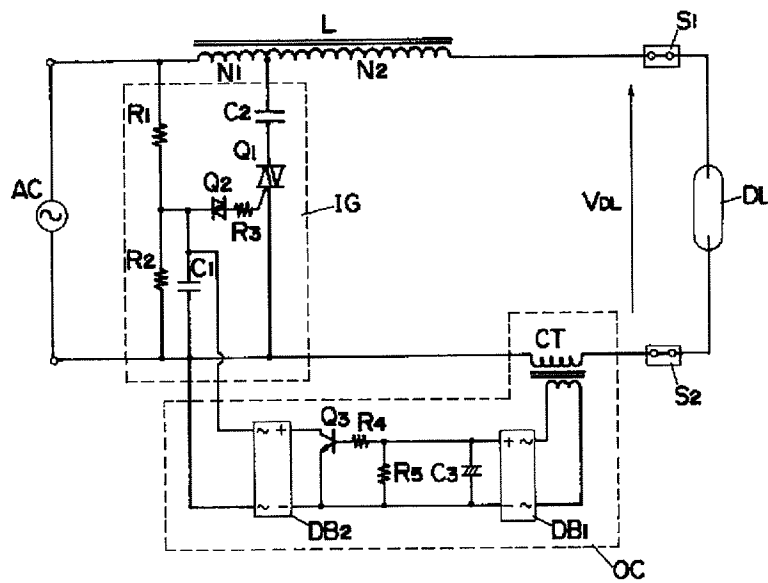 L
S1
N1
N2
R1
C2
Q1
AC
Q2
IG
VDL
DL
R3
R2
C1
CT
S2
Q3
R4
~ +
+ ~
R5
C3
~ -
- ~
DB2
DB1
OC